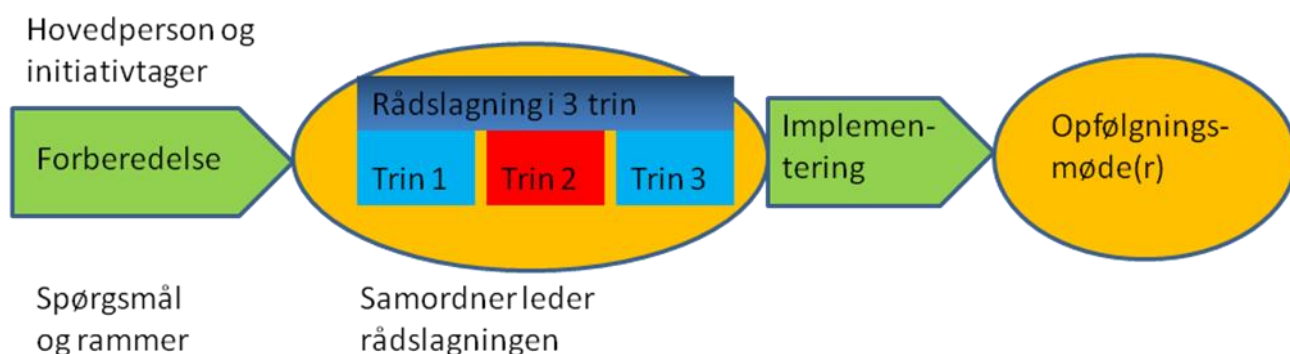 Hovedperson og
initiativtager
Forberedelse
Spørgsmål
og rammer
Rådslagning i 3 trin
Trin 1
Trin 2
Trin 3
Samordner leder
rådslagningen
Implemen-
tering
Opfølgnings-
møde(r)